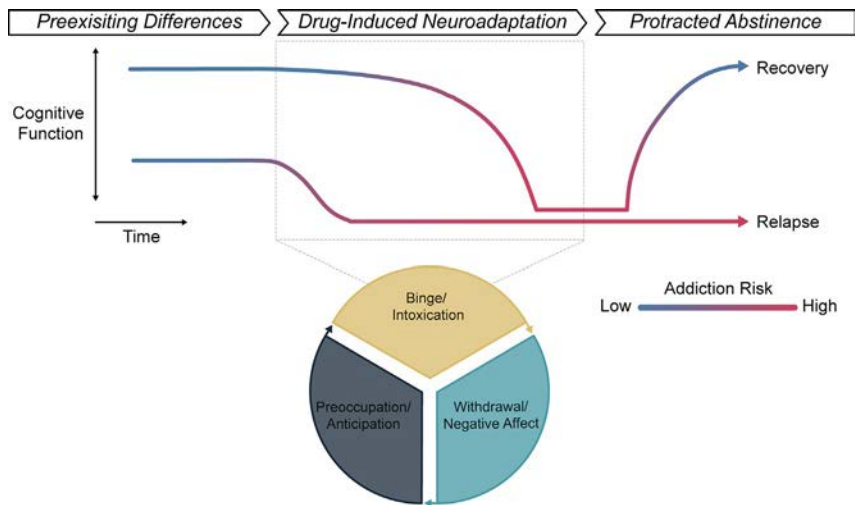 Preexisiting Differences
Drug-Induced Neuroadaptation
Protracted Abstinence
Cognitive
Function
Time
Recovery
Relapse
Addiction Risk
Low
High
Binge/
Intoxication
Preoccupation/
Anticipation
Withdrawal/
Negative Affect